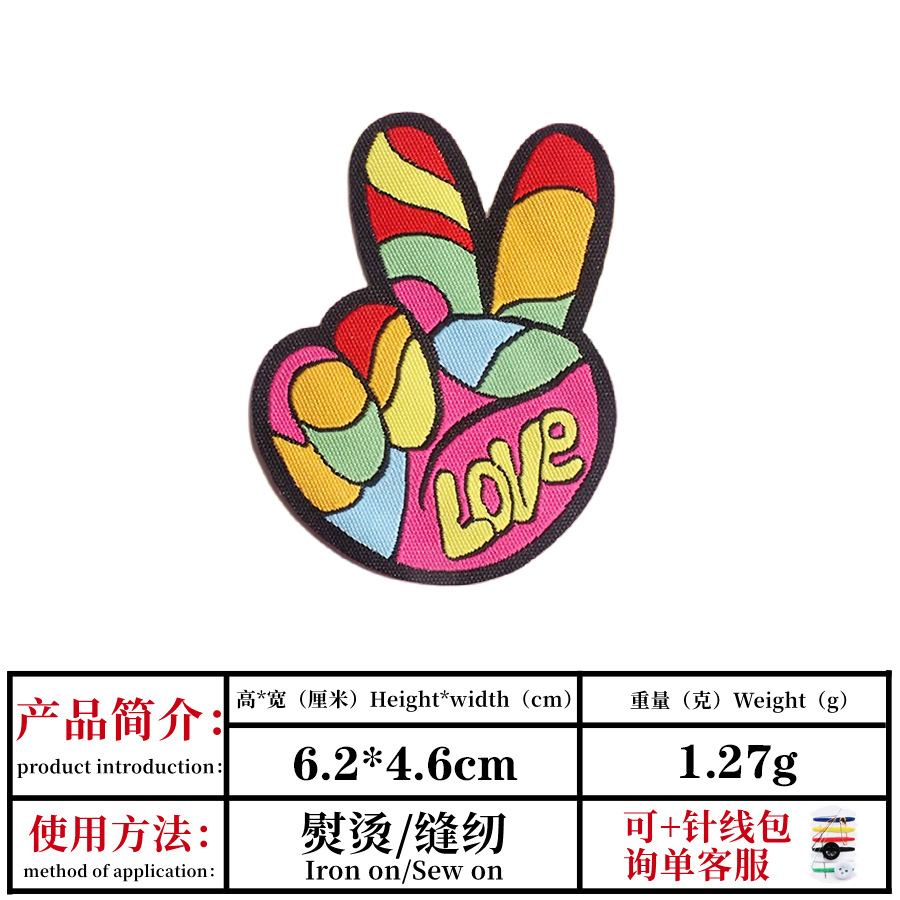 LOVe
产品简介：
product introduction：
高*宽（厘米）Height*width（cm）
重量（克）Weight（g）
6.2*4.6cm
1.27g
使用方法：
method of application：
熨烫/缝纫
Iron on/Sew on
可+针线包
询单客服